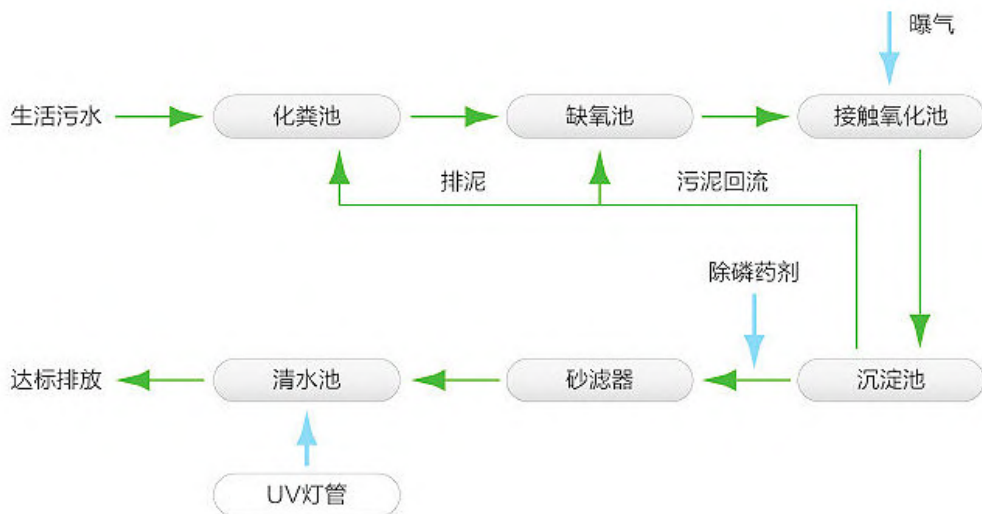 曝气
生活污水
化粪池
缺氧池
接触氧化池
排泥
污泥回流
除磷药剂
达标排放
清水池
砂滤器
沉淀池
UV灯管